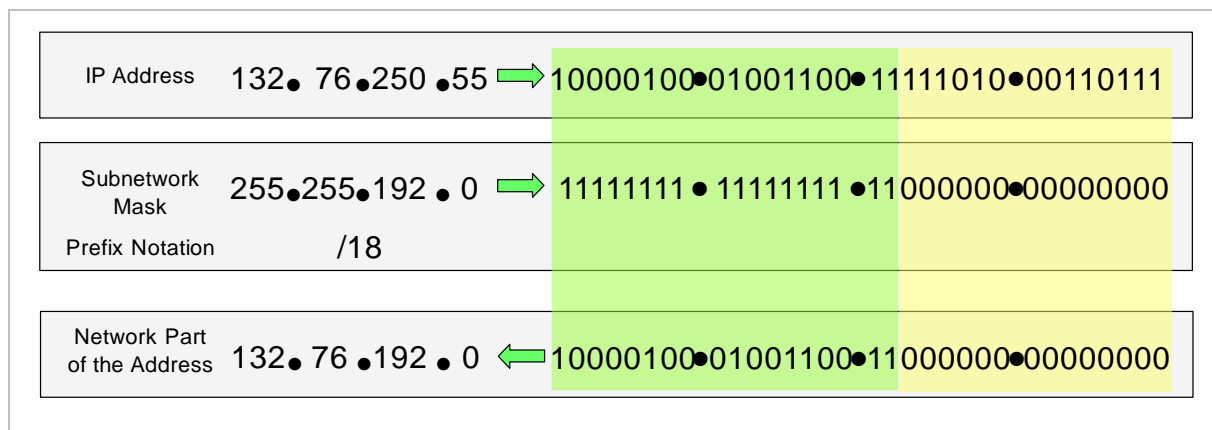 IP Address 132● 76●250 ●55 10000100●01001100●11111010●00110111
Subnetwork
Mask 255●255●192 ● 0 11111111 ● 11111111 ●11000000●00000000
Prefix Notation /18
Network Part
of the Address 132● 76 ●192 ● 0 10000100●01001100●11000000●00000000